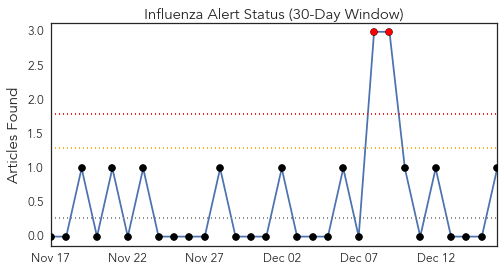 Influenza Alert Status (30-Day Window)
Articles Found
3.0
2.5
2.0
1.5
1.0
0.5
0.0
Nov 17 Nov 22 Nov 27 Dec 02 Dec 07 Dec 12